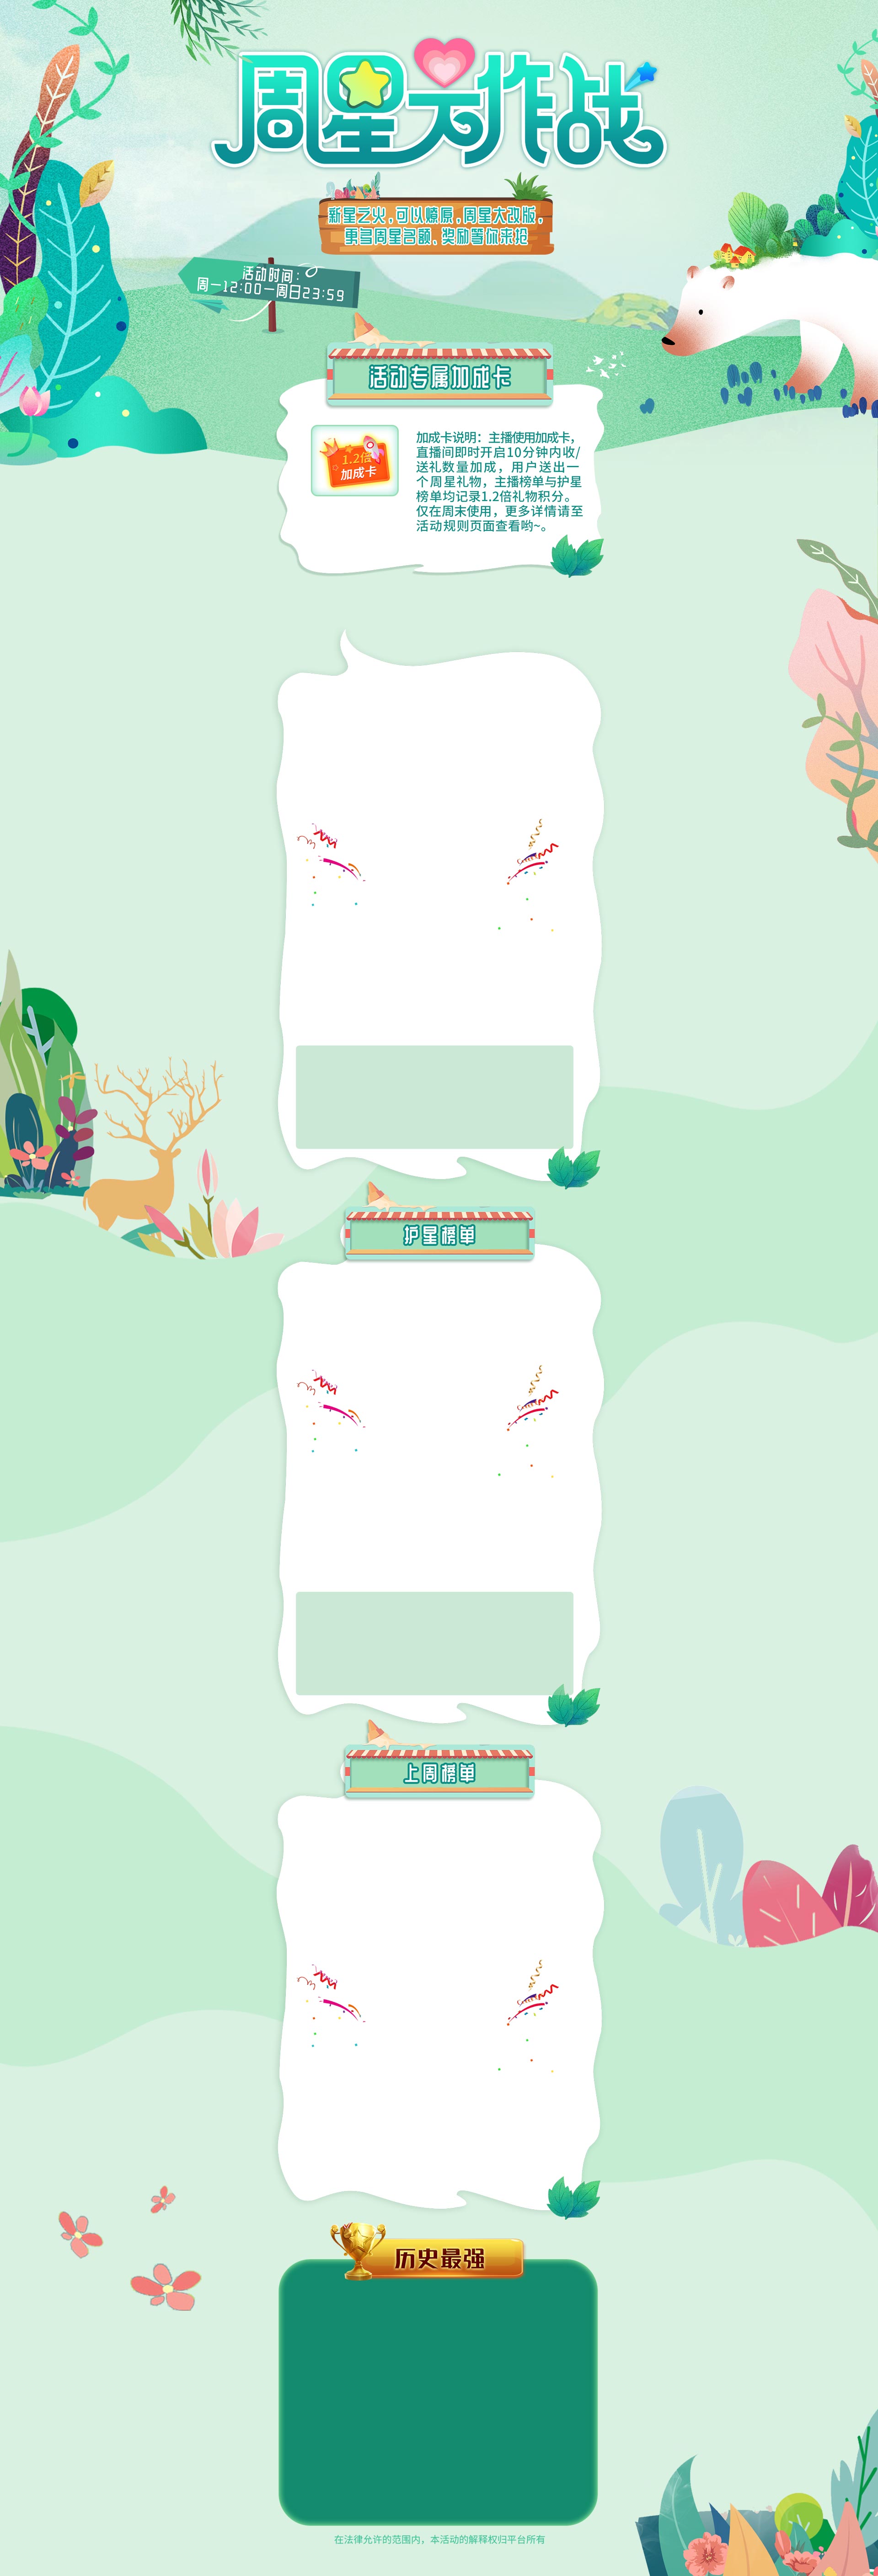 周星大作战
新星之火,可以燎原,周星大改版,
更多周星名额,奖励等你来抢
活动时间:
周一12:00一周日23:59
活动专属加成卡
1.2倍
加成卡
加成卡说明：主播使用加成卡，
直播间即时开启10分钟内收/
送礼数量加成，用户送出一
个周星礼物，主播榜单与护星
榜单均记录1.2倍礼物积分。
仅在周末使用，更多详情请至
活动规则页面查看哟~。
护星榜单
上周榜单
历史最强
在法律允许的范围内，本活动的解释权归平台所有